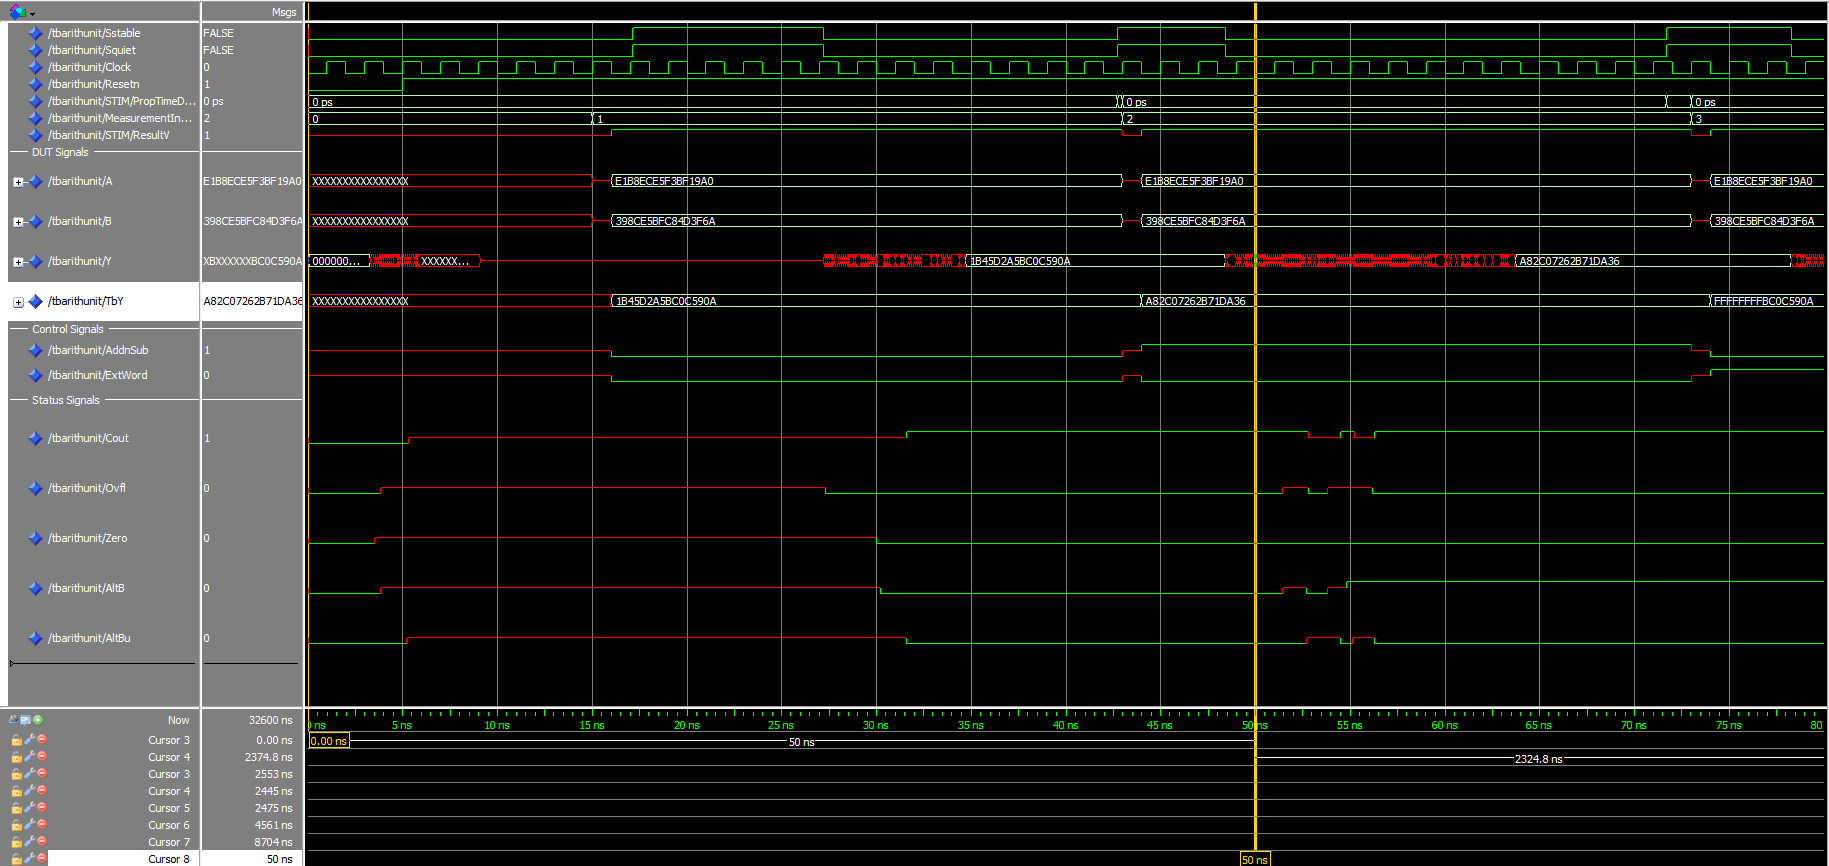 Msgs
/tbarithunit/Sstable FALSE
/tbarithunit/Squiet FALSE
/tbarithunit/Clock 0
/tbarithunit/Resetn 1
/tbarithunit/STIM/PropTimeD... 0 ps 0 ps 0 ps 0 ps
/tbarithunit/MeasurementIn... 2 0 1 2 3
/tbarithunit/STIM/ResultV 1
DUT Signals
/tbarithunit/A E1B8ECE5F3BF19A0 XXXXXXXXXXXXXXXX E1B8ECE5F3BF19A0 E1B8ECE5F3BF19A0 E1B8ECE5F3BF19A0
/tbarithunit/B 398CE5BFC84D3F6A XXXXXXXXXXXXXXXX 398CE5BFC84D3F6A 398CE5BFC84D3F6A 398CE5BFC84D3F6A
/tbarithunit/Y XBXXXXXXBC0C590A 000000... XXXXXX... 1B45D2A5BC0C590A A82C07262B71DA36
/tbarithunit/TbY A82C07262B71DA36 XXXXXXXXXXXXXXXX 1B45D2A5BC0C590A A82C07262B71DA36 FFFFFFFFBC0C590A
Control Signals
/tbarithunit/AddnSub 1
/tbarithunit/ExtWord 0
Status Signals
/tbarithunit/Cout 1
/tbarithunit/Ovfl 0
/tbarithunit/Zero 0
/tbarithunit/AltB 0
/tbarithunit/AltBu 0
Now 32600 ns ns 5 ns 10 ns 15 ns 20 ns 25 ns 30 ns 35 ns 40 ns 45 ns 50 ns 55 ns 60 ns 65 ns 70 ns 75 ns 80
Cursor 3 0.00 ns 0.00 ns 50 ns
Cursor 4 2374.8 ns 2324.8 ns
Cursor 3 2553 ns
Cursor 4 2445 ns
Cursor 5 2475 ns
Cursor 6 4561 ns
Cursor 7 8704 ns
Cursor 8 50 ns 50 ns